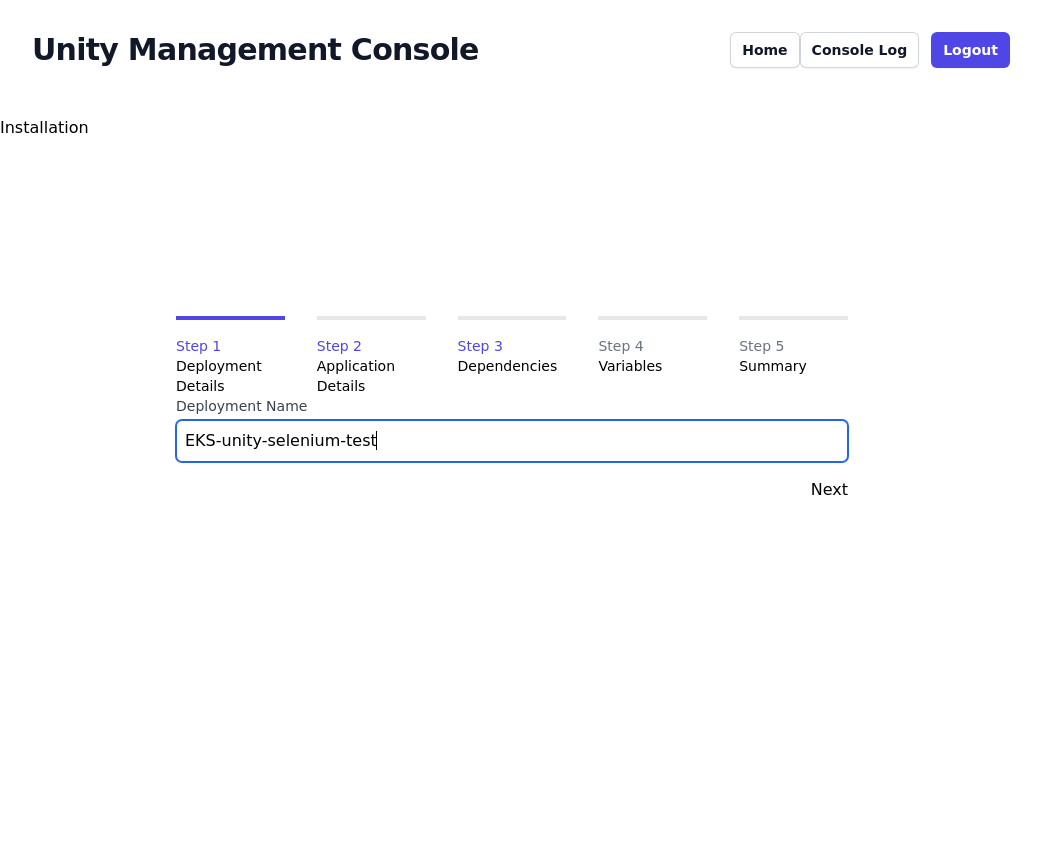 Unity Management Console
Home
Console Log
Logout
Installation
Step 1
Deployment
Details
Step 2
Application
Details
Step 3
Dependencies
Step 4
Variables
Step 5
Summary
Deployment Name
EKS-unity-selenium-test
Next